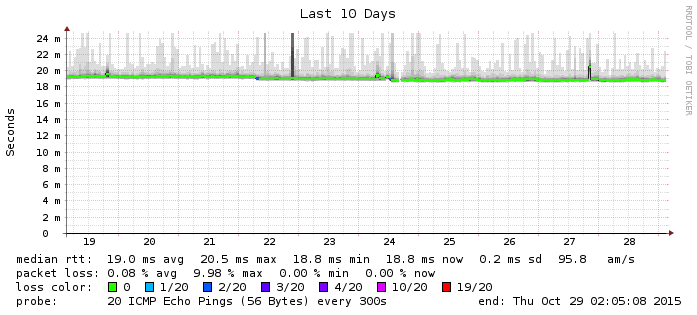 Last 10 Days
RRDTOOL / TOBI OETIKER
Seconds
24 m
22 m
20 m
18 m
16 m
14 m
12 m
10 m
8 m
6 m
4 m
2 m
0
19 20 21 22 23 24 25 26 27 28
median rtt: 19.0 ms avg 20.5 ms max 18.8 ms min 18.8 ms now 0.2 ms sd 95.8 am/s
packet loss: 0.08 % avg 9.98 % max 0.00 % min 0.00 % now
loss color: 0 1/20 2/20 3/20 4/20 10/20 19/20
probe: 20 ICMP Echo Pings (56 Bytes) every 300s end: Thu Oct 29 02:05:08 2015